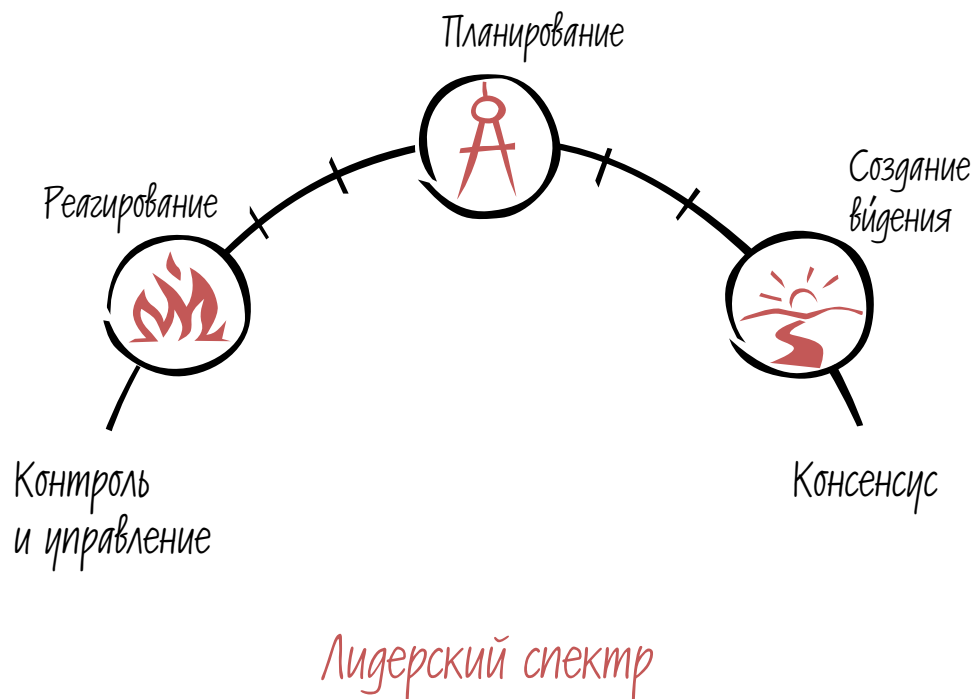 Планирование
Реагирование
Создание
ви́дения
Контроль
и управление
Консенсус
Лидерский спектр